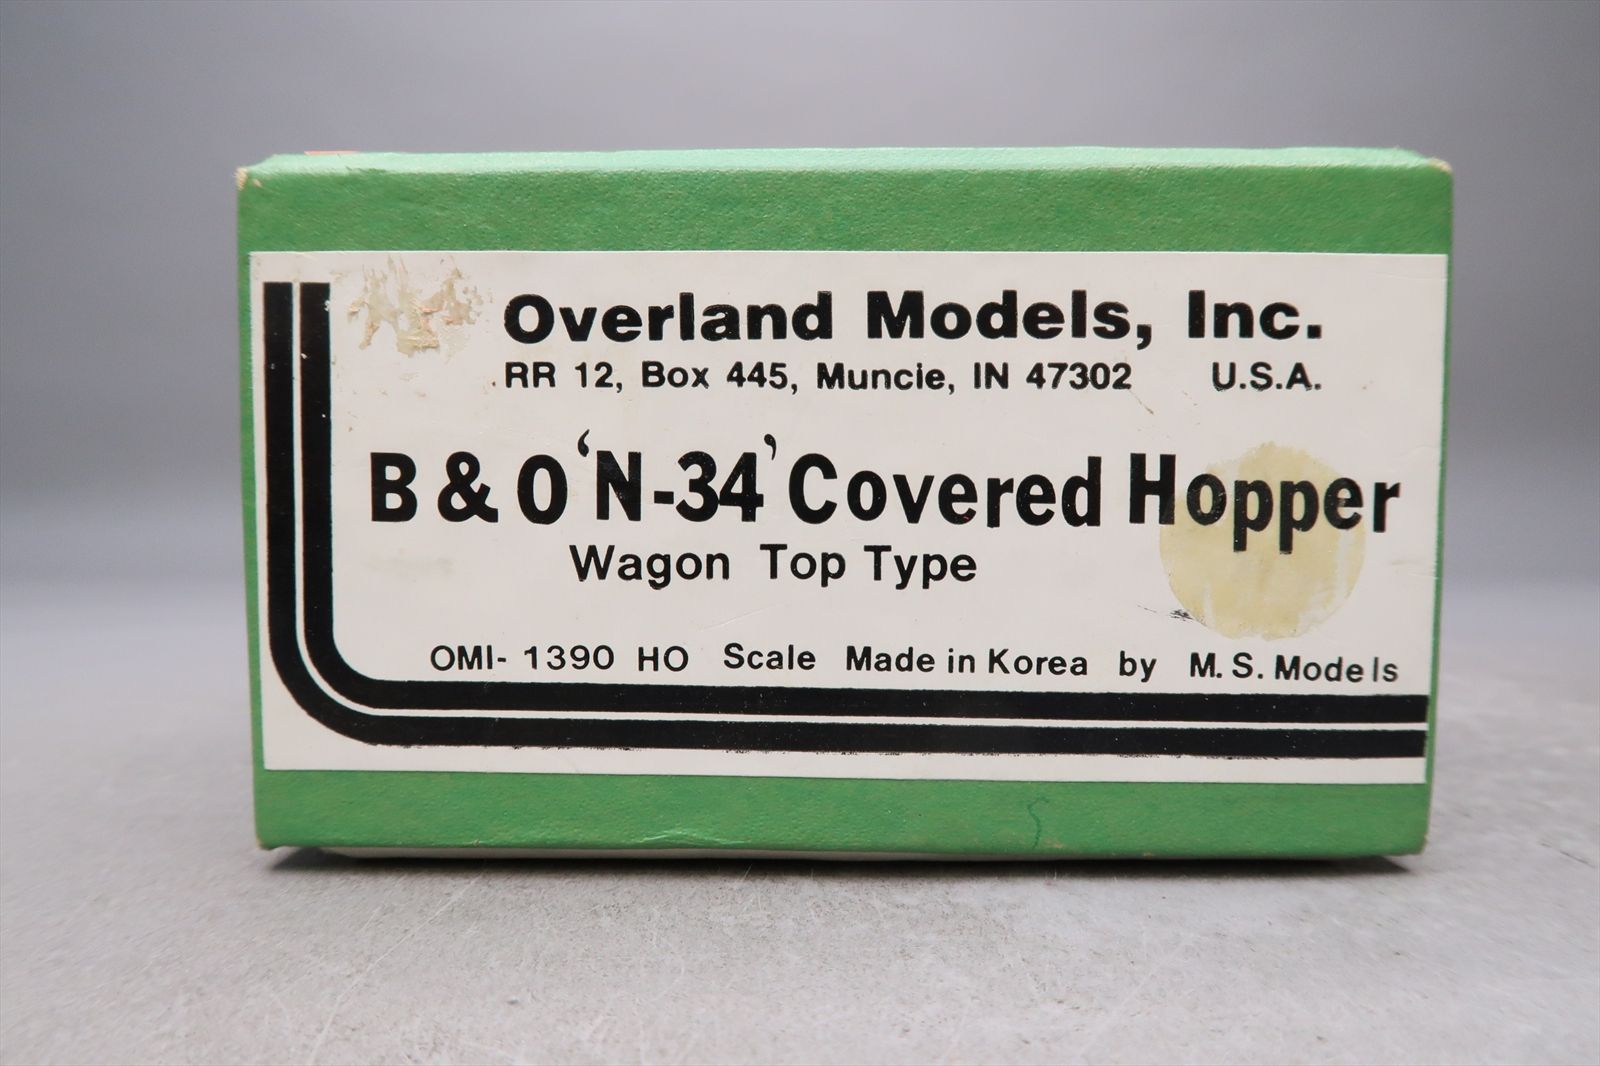 Overland Models, Inc.
RR 12, Box 445, Muncie, IN 47302 U.S.A.
B & O 'N-34' Covered Hopper
Wagon Top Type
OMI- 1390 HO Scale Made in Korea by M. S. Models